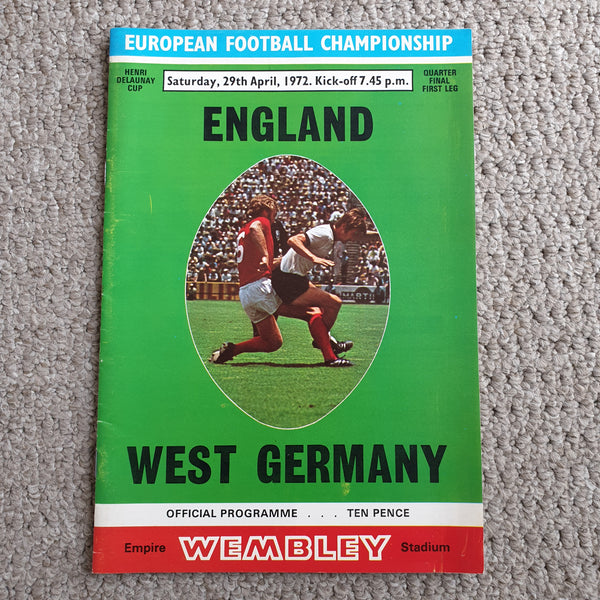 EUROPEAN FOOTBALL CHAMPIONSHIP
HENRI
DELAUNAY
CUP
Saturday, 29th April, 1972. Kick-off 7.45 p.m.
QUARTER
FINAL
FIRST LEG
ENGLAND
6
MARTINI
WEST GERMANY
OFFICIAL PROGRAMME . . . TEN PENCE
Empire WEMBLEY Stadium